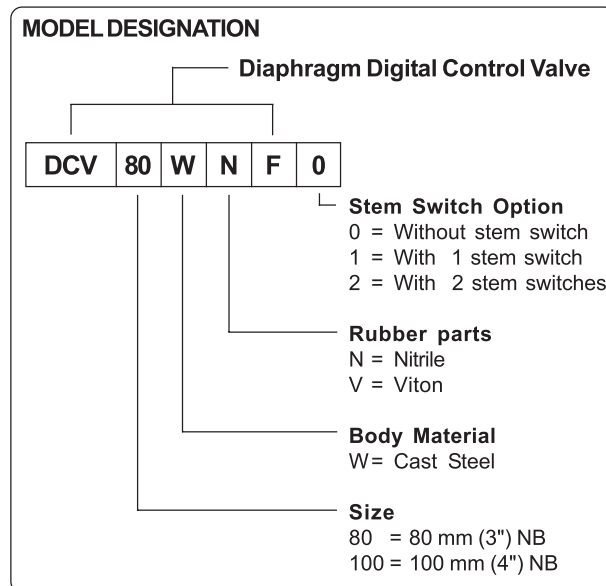 MODEL DESIGNATION
Diaphragm Digital Control Valve
DCV 80 W N F 0
Stem Switch Option
0 = Without stem switch
1 = With 1 stem switch
2 = With 2 stem switches
Rubber parts
N = Nitrile
V = Viton
Body Material
W= Cast Steel
Size
80 = 80 mm (3") NB
100 = 100 mm (4") NB